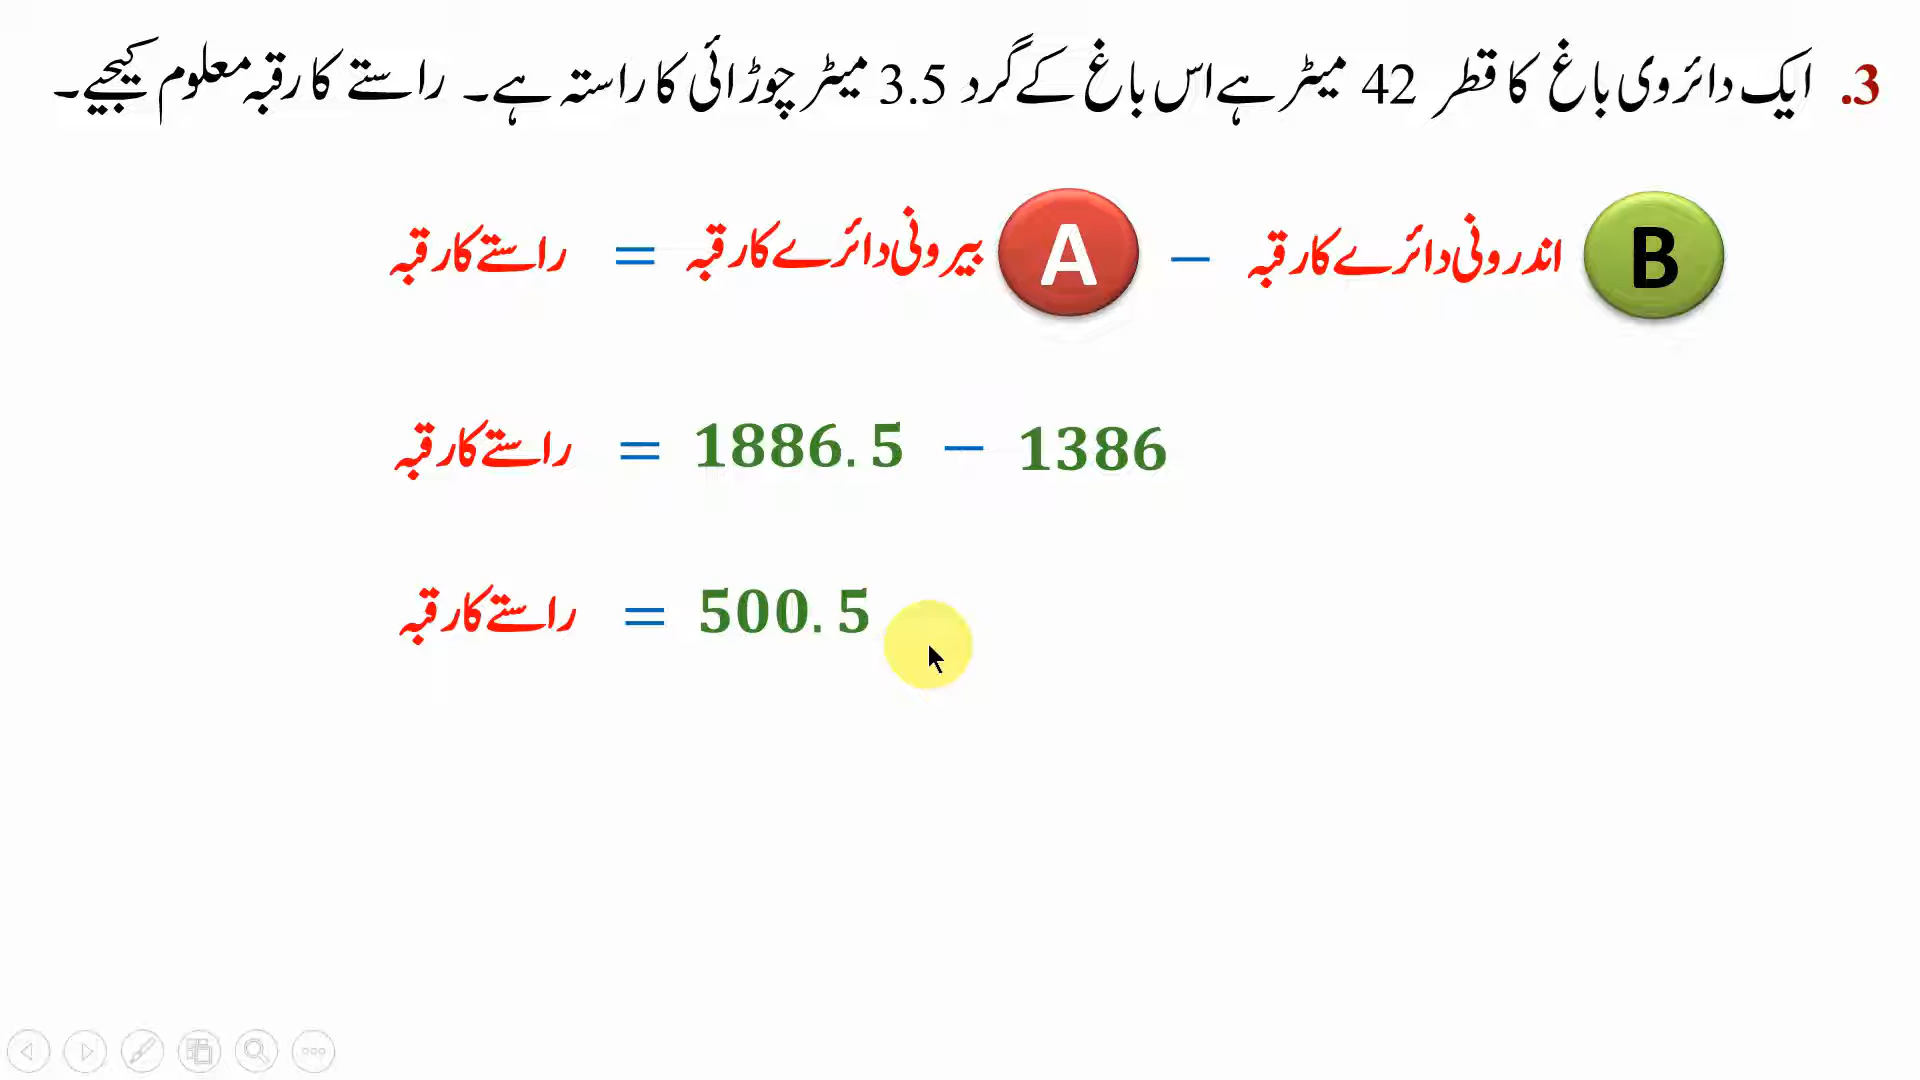 3. ایک دائروی باغ کا قطر 42 میٹر ہے اس باغ کے گرد 3.5 میٹر چوڑائی کا راستہ ہے۔ راستے کا رقبہ معلوم کیجیے۔
راستے کا رقبہ = بیرونی دائرے کا رقبہ A − اندرونی دائرے کا رقبہ B
راستے کا رقبہ = 1886.5 − 1386
راستے کا رقبہ = 500.5